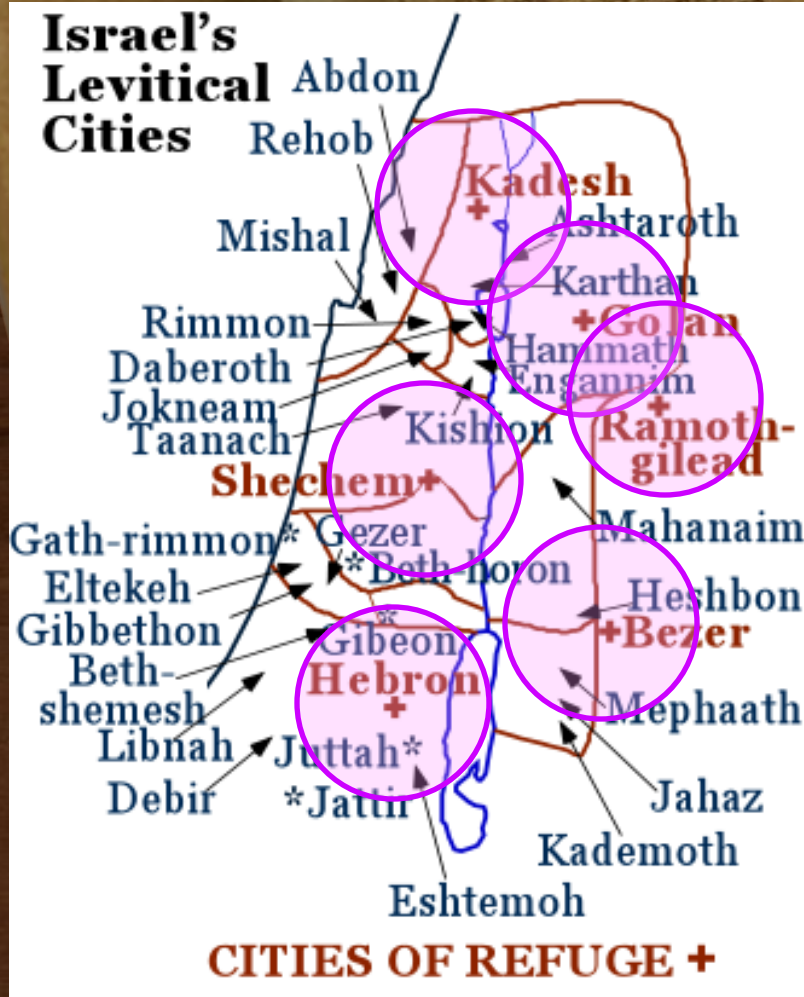 Israel's
Levitical
Cities
Abdon
Rehob
Kadesh
Ashtaroth
Mishal
Karthan
Rimmon
Golan
Hammath
Daberoth
Engannim
Jokneam
Taanach
Kishion
Ramoth-
gilead
Shechem
Mahanaim
Gath-rimmon*
Gezer
*Beth-horon
Eltekeh
Heshbon
Gibbethon
*
Gibeon
Bezer
Beth-
shemesh
Hebron
Mephaath
Libnah
Juttah*
Debir
*Jattir
Jahaz
Kademoth
Eshtemoh
CITIES OF REFUGE +